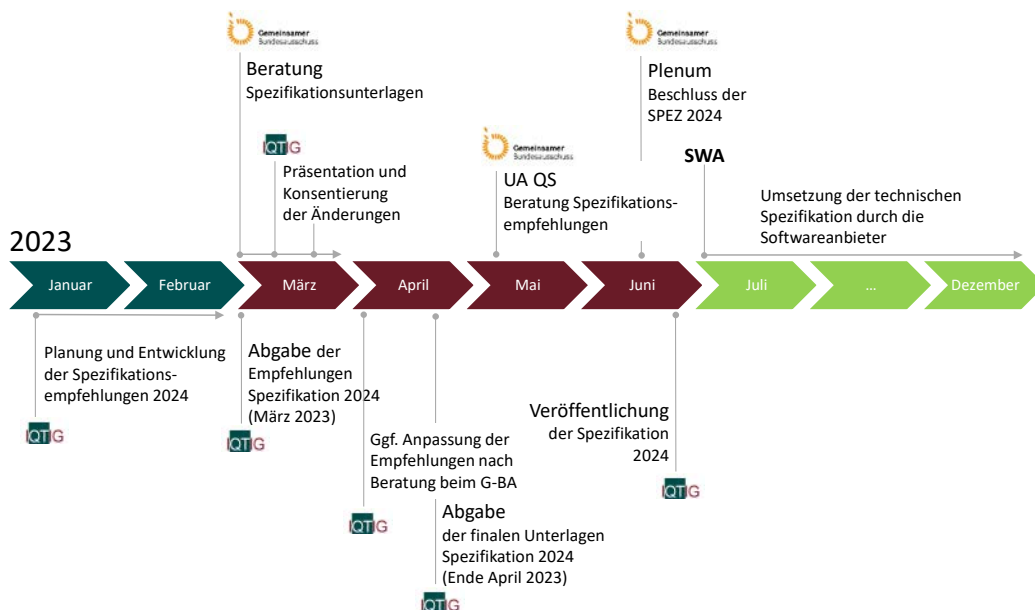 Gemeinsamer
Bundesausschuss
Beratung
Spezifikationsunterlagen
IQTIG
Präsentation und
Konsentierung
der Änderungen
Gemeinsamer
Bundesausschuss
UA QS
Beratung Spezifikations-
empfehlungen
Gemeinsamer
Bundesausschuss
Plenum
Beschluss der
SPEZ 2024
SWA
Umsetzung der technischen
Spezifikation durch die
Softwareanbieter
2023
Januar
Februar
März
April
Mai
Juni
Juli
...
Dezember
Planung und Entwicklung
der Spezifikations-
empfehlungen 2024
IQTIG
Abgabe der
Empfehlungen
Spezifikation 2024
(März 2023)
IQTIG
Ggf. Anpassung der
Empfehlungen nach
Beratung beim G-BA
IQTIG
Abgabe
der finalen Unterlagen
Spezifikation 2024
(Ende April 2023)
IQTIG
Veröffentlichung
der Spezifikation
2024
IQTIG